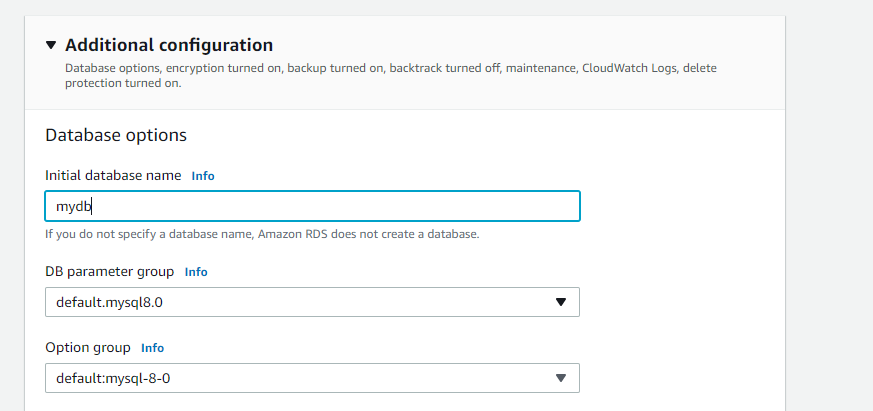 Additional configuration
Database options, encryption turned on, backup turned on, backtrack turned off, maintenance, CloudWatch Logs, delete
protection turned on.
Database options
Initial database name Info
mydb
If you do not specify a database name, Amazon RDS does not create a database.
DB parameter group Info
default.mysql8.0
Option group Info
default:mysql-8-0